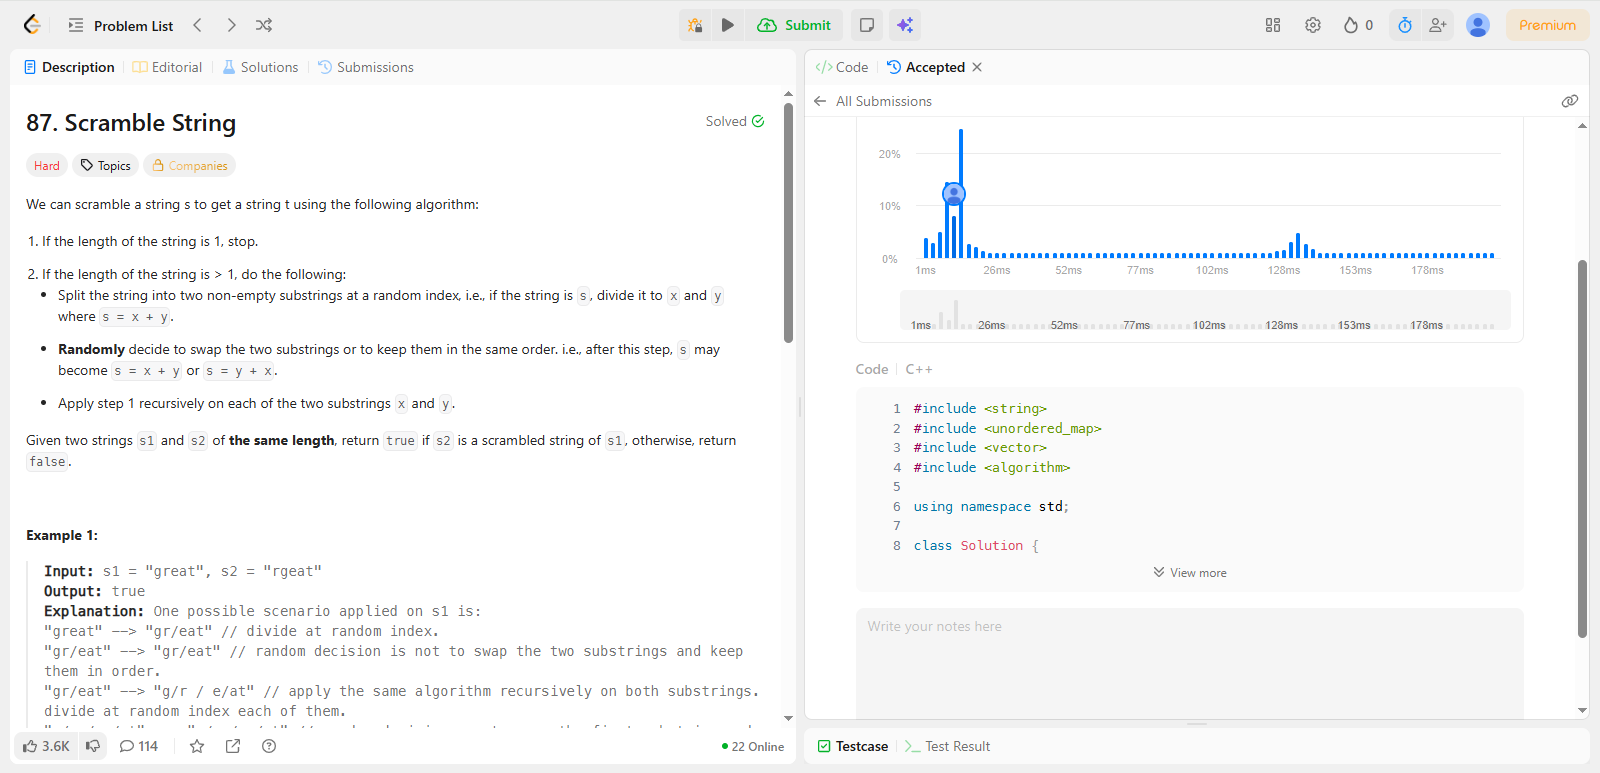 Problem List
Submit
0
Premium
Description
Editorial
Solutions
Submissions
87. Scramble String
Solved
Hard
Topics
Companies
We can scramble a string s to get a string t using the following algorithm:
1. If the length of the string is 1, stop.
2. If the length of the string is > 1, do the following:
• Split the string into two non-empty substrings at a random index, i.e., if the string is s, divide it to x and y
where s = x + y.
• Randomly decide to swap the two substrings or to keep them in the same order. i.e., after this step, s may
become s = x + y or s = y + x.
• Apply step 1 recursively on each of the two substrings x and y.
Given two strings s1 and s2 of the same length, return true if s2 is a scrambled string of s1, otherwise, return
false.
Example 1:
Input: s1 = "great", s2 = "rgeat"
Output: true
Explanation: One possible scenario applied on s1 is:
"great" --> "gr/eat" // divide at random index.
"gr/eat" --> "gr/eat" // random decision is not to swap the two substrings and keep
them in order.
"gr/eat" --> "g/r / e/at" // apply the same algorithm recursively on both substrings.
divide at random index each of them.
3.6K
114
22 Online
Code
Accepted
All Submissions
20%
10%
0%
1ms 26ms 52ms 77ms 102ms 128ms 153ms 178ms
1ms 26ms 52ms 77ms 102ms 128ms 153ms 178ms
Code
C++
1 #include <string>
2 #include <unordered_map>
3 #include <vector>
4 #include <algorithm>
5
6 using namespace std;
7
8 class Solution {
View more
Write your notes here
Testcase
Test Result